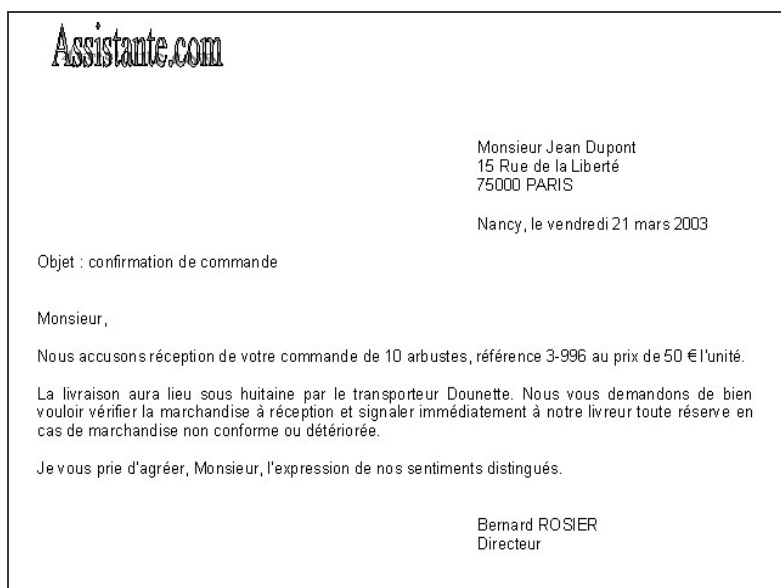 Assistante.com
Monsieur Jean Dupont
15 Rue de la Liberté
75000 PARIS
Nancy, le vendredi 21 mars 2003
Objet : confirmation de commande
Monsieur,
Nous accusons réception de votre commande de 10 arbustes, référence 3-996 au prix de 50 € l'unité.
La livraison aura lieu sous huitaine par le transporteur Dounette. Nous vous demandons de bien
vouloir vérifier la marchandise à réception et signaler immédiatement à notre livreur toute réserve en
cas de marchandise non conforme ou détériorée.
Je vous prie d'agréer, Monsieur, l'expression de nos sentiments distingués.
Bernard ROSIER
Directeur